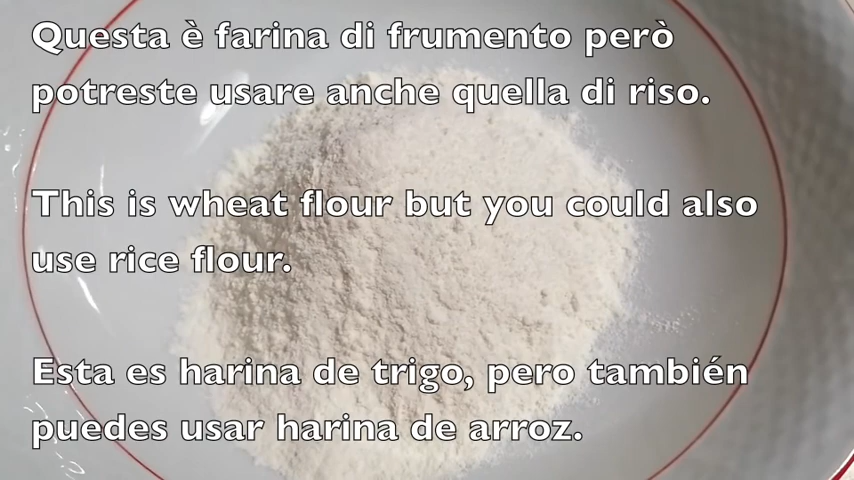 Questa è farina di frumento però
potreste usare anche quella di riso.
This is wheat flour but you could also
use rice flour.
Esta es harina de trigo, pero también
puedes usar harina de arroz.